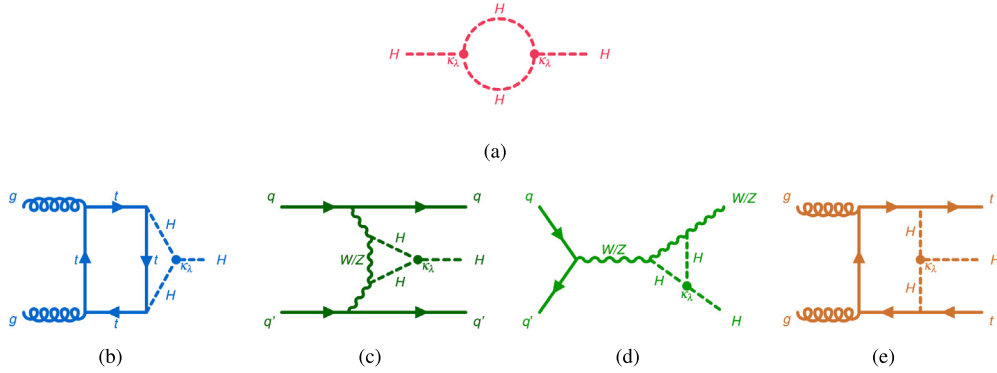 H
H κλ κλ H
H
(a)
g t
H
t t κλ H
H
g t
(b)
q q
H
W/Z κλ H
H
q' q'
(c)
q W/Z
W/Z H
H κλ
q' H
(d)
g t
H
κλ H
H
g t
(e)